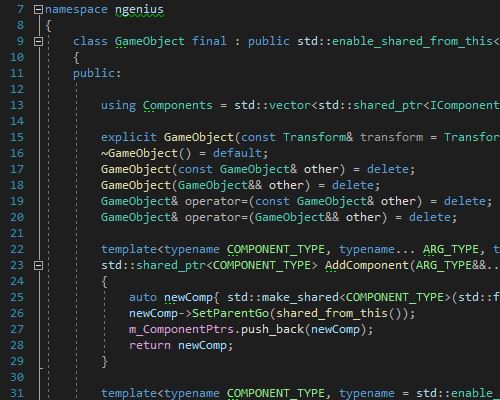 7 namespace ngenius
8 {
9 class GameObject final : public std::enable_shared_from_this<
10 {
11 public:
12
13 using Components = std::vector<std::shared_ptr<IComponent
14
15 explicit GameObject(const Transform& transform = Transfor
16 ~GameObject() = default;
17 GameObject(const GameObject& other) = delete;
18 GameObject(GameObject&& other) = delete;
19 GameObject& operator=(const GameObject& other) = delete;
20 GameObject& operator=(GameObject&& other) = delete;
21
22 template<typename COMPONENT_TYPE, typename... ARG_TYPE, t
23 std::shared_ptr<COMPONENT_TYPE> AddComponent(ARG_TYPE&&..
24 {
25 auto newComp{ std::make_shared<COMPONENT_TYPE>(std::f
26 newComp->SetParentGo(shared_from_this());
27 m_ComponentPtrs.push_back(newComp);
28 return newComp;
29 }
30
31 template<typename COMPONENT_TYPE, typename = std::enable_